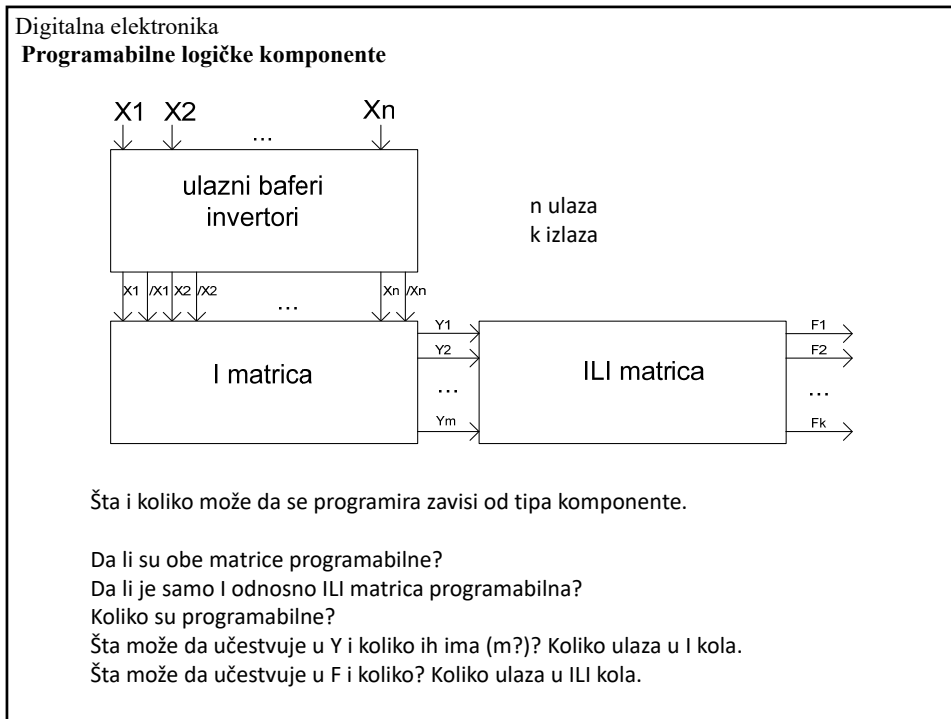 Digitalna elektronika
Programabilne logičke komponente
X1 X2 ... Xn
ulazni baferi
invertori
n ulaza
k izlaza
X1 /X1 X2 /X2 ... Xn /Xn
I matrica
Y1
Y2
...
Ym
ILI matrica
F1
F2
...
Fk
Šta i koliko može da se programira zavisi od tipa komponente.
Da li su obe matrice programabilne?
Da li je samo I odnosno ILI matrica programabilna?
Koliko su programabilne?
Šta može da učestvuje u Y i koliko ih ima (m?)? Koliko ulaza u I kola.
Šta može da učestvuje u F i koliko? Koliko ulaza u ILI kola.